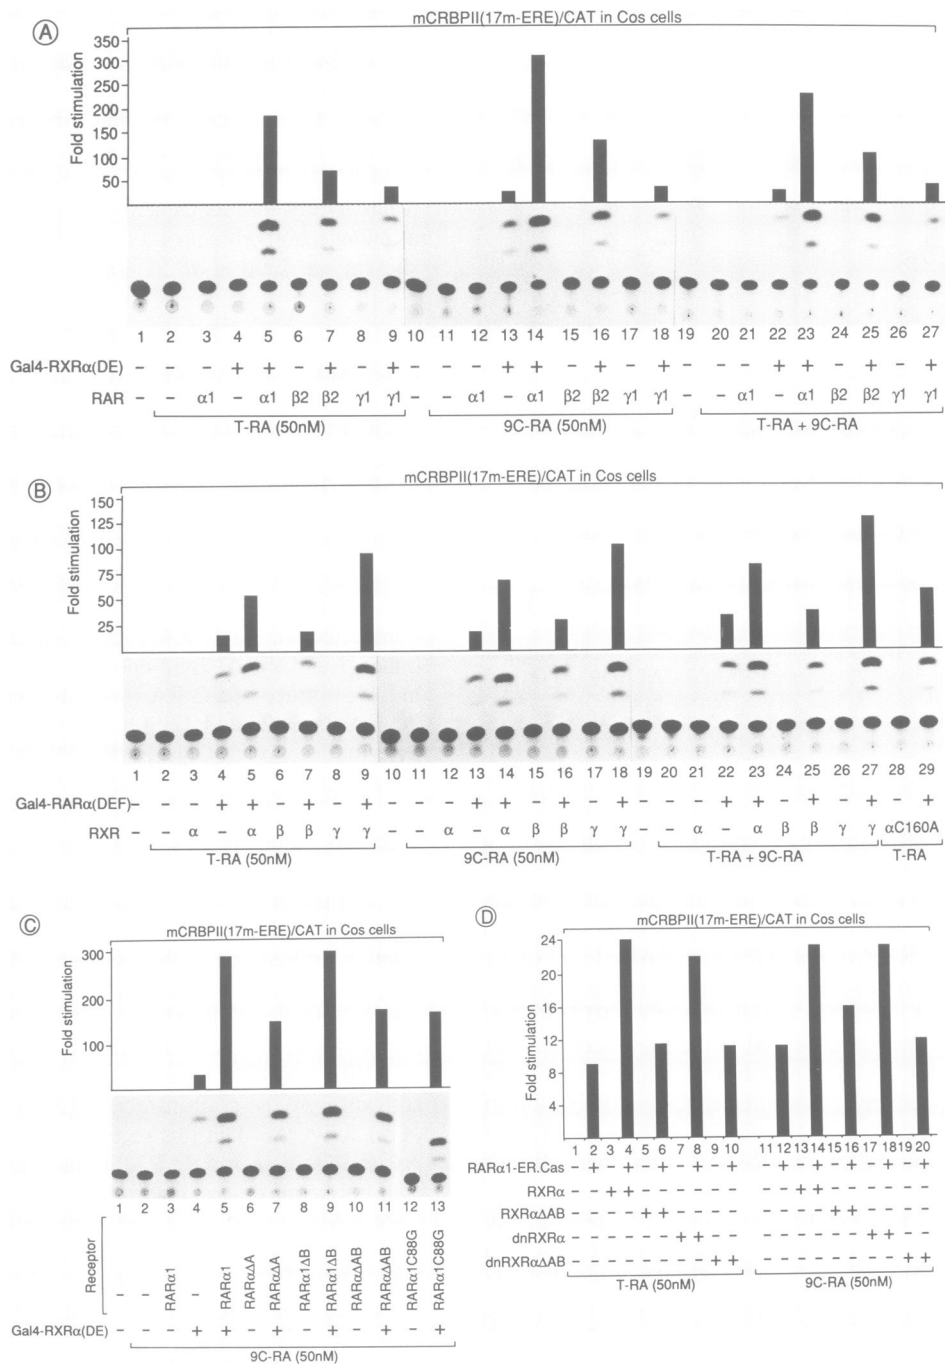 A
mCRBPII(17m-ERE)/CAT in Cos cells
Fold stimulation
350
300
250
200
150
100
50
1 2 3 4 5 6 7 8 9 10 11 12 13 14 15 16 17 18 19 20 21 22 23 24 25 26 27
Gal4-RXRα(DE) – – – + + – + – + – – – + + – + – + – – – + + – + – +
RAR – – α1 – α1 β2 β2 γ1 γ1 – – α1 – α1 β2 β2 γ1 γ1 – – α1 – α1 β2 β2 γ1 γ1
T-RA (50nM) 9C-RA (50nM) T-RA + 9C-RA
B
mCRBPII(17m-ERE)/CAT in Cos cells
Fold stimulation
150
125
100
75
50
25
1 2 3 4 5 6 7 8 9 10 11 12 13 14 15 16 17 18 19 20 21 22 23 24 25 26 27 28 29
Gal4-RARα(DEF) – – – + + – + – + – – – + + – + – + – – – + + – + – + – +
RXR – – α – α β β γ γ – – α – α β β γ γ – – α – α β β γ γ αC160A
T-RA (50nM) 9C-RA (50nM) T-RA + 9C-RA T-RA
C
mCRBPII(17m-ERE)/CAT in Cos cells
Fold stimulation
300
200
100
1 2 3 4 5 6 7 8 9 10 11 12 13
Receptor – – RARα1 – RARα1 RARαΔA RARαΔA RARα1ΔB RARα1ΔB RARαΔAB RARαΔAB RARα1C88G RARα1C88G
Gal4-RXRα(DE) – – – + + – + – + – + – +
9C-RA (50nM)
D
mCRBPII(17m-ERE)/CAT in Cos cells
Fold stimulation
24
20
16
12
8
4
1 2 3 4 5 6 7 8 9 10 11 12 13 14 15 16 17 18 19 20
RARα1-ER.Cas – + – + – + – + – + – + – + – + – + – +
RXRα – – + + – – – – – – – – + + – – – – – –
RXRαΔAB – – – – + + – – – – – – – – + + – – – –
dnRXRα – – – – – – + + – – – – – – – – + + – –
dnRXRαΔAB – – – – – – – – + + – – – – – – – – + +
T-RA (50nM) 9C-RA (50nM)